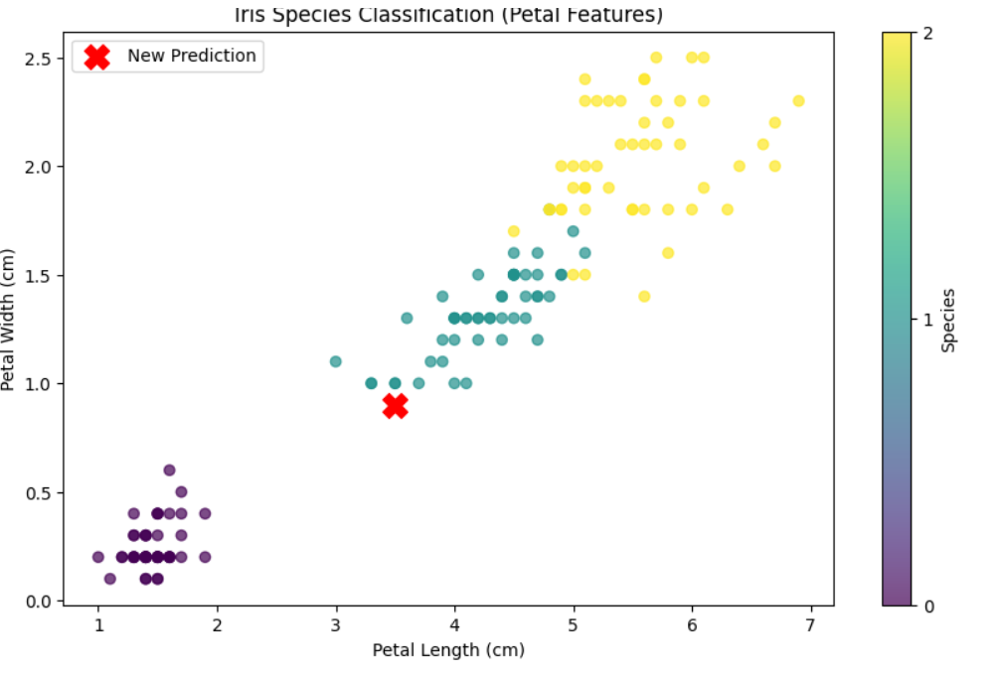 Iris Species Classification (Petal Features)
New Prediction
Petal Width (cm)
2.5
2.0
1.5
1.0
0.5
0.0
1 2 3 4 5 6 7
Petal Length (cm)
2
1
0
Species